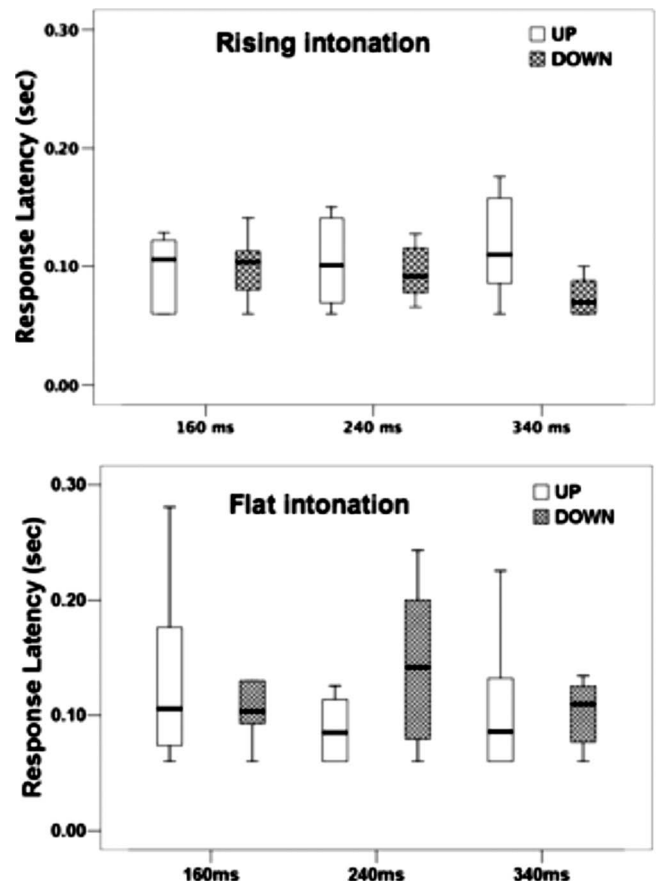 0.30
Rising intonation
UP
DOWN
0.20
0.10
0.00
Response Latency (sec)
160 ms
240 ms
340 ms
0.30
Flat intonation
UP
DOWN
0.20
0.10
0.00
Response Latency (sec)
160ms
240ms
340ms